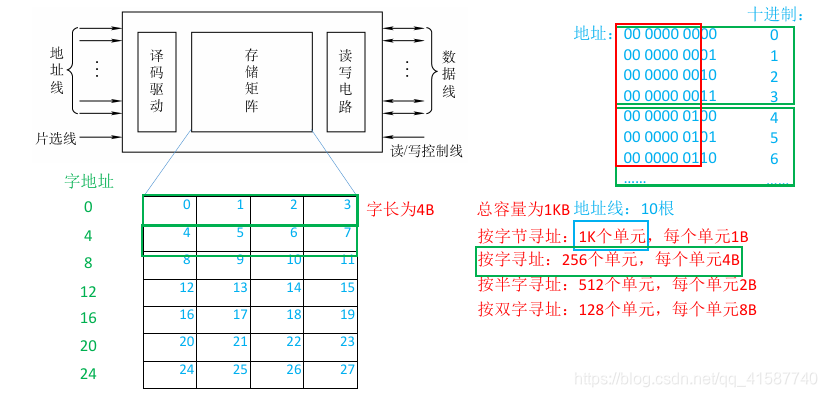 地址线
译码驱动
存储矩阵
读写电路
数据线
片选线
读/写控制线
十进制：
地址： 00 0000 0000 0
00 0000 0001 1
00 0000 0010 2
00 0000 0011 3
00 0000 0100 4
00 0000 0101 5
00 0000 0110 6
...... ......
字地址
0 0 1 2 3 字长为4B
4 4 5 6 7
8 8 9 10 11
12 12 13 14 15
16 16 17 18 19
20 20 21 22 23
24 24 25 26 27
总容量为1KB 地址线：10根
按字节寻址：1K个单元，每个单元1B
按字寻址：256个单元，每个单元4B
按半字寻址：512个单元，每个单元2B
按双字寻址：128个单元，每个单元8B
https://blog.csdn.net/qq_41587740